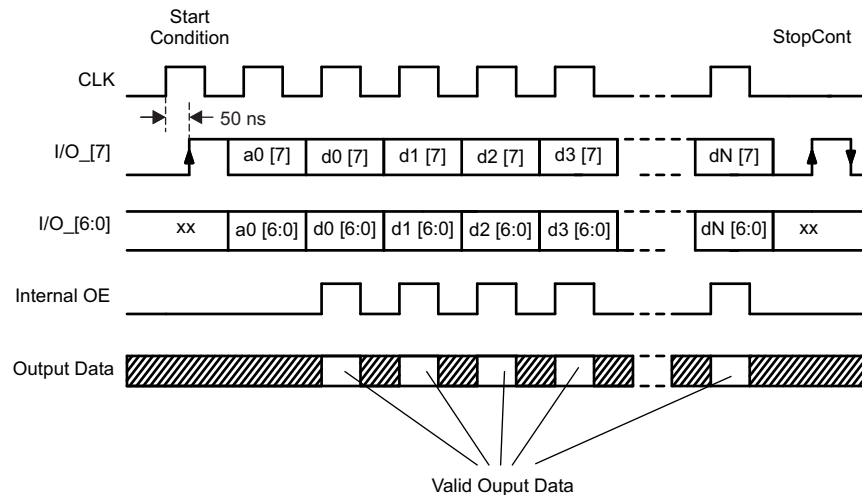 Start
Condition
StopCont
CLK
50 ns
I/O_[7]
a0 [7] d0 [7] d1 [7] d2 [7] d3 [7] dN [7]
I/O_[6:0]
xx a0 [6:0] d0 [6:0] d1 [6:0] d2 [6:0] d3 [6:0] dN [6:0] xx
Internal OE
Output Data
Valid Ouput Data